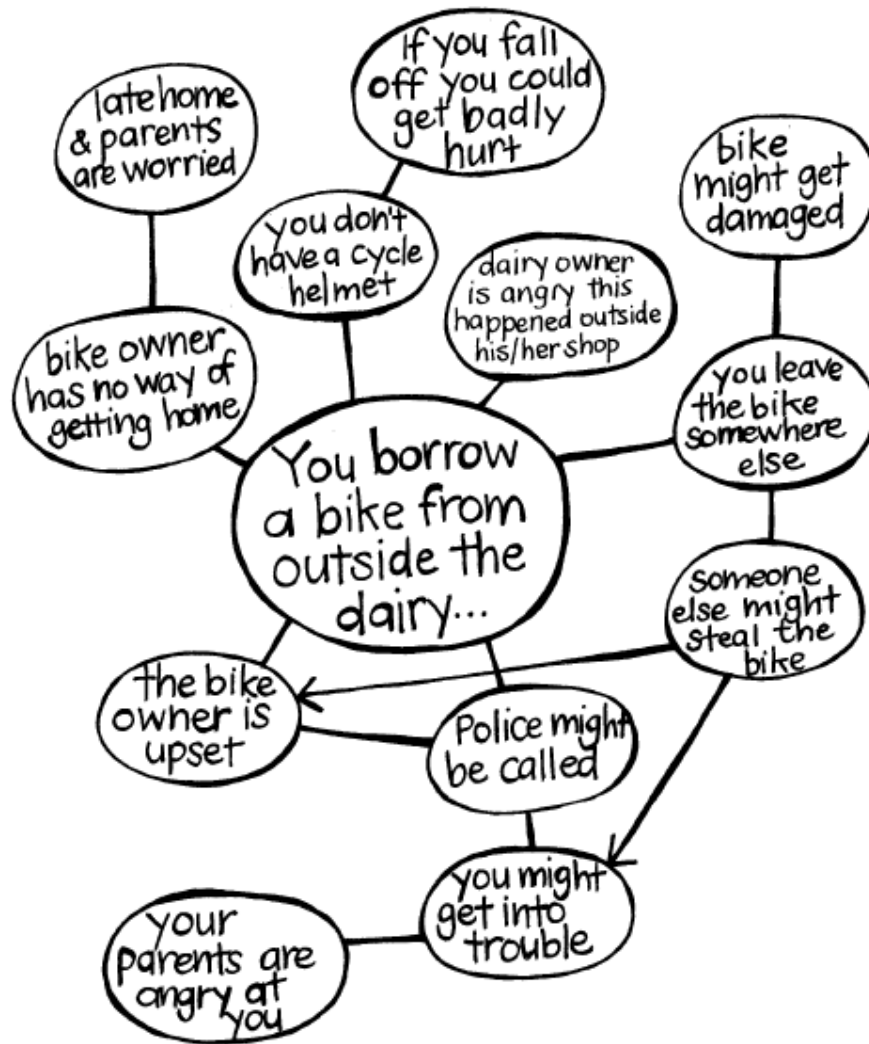 If you fall
off you could
get badly
hurt
late home
& parents
are worried
bike
might get
damaged
you don't
have a cycle
helmet
dairy owner
is angry this
happened outside
his/her shop
bike owner
has no way of
getting home
you leave
the bike
somewhere
else
You borrow
a bike from
outside the
dairy...
someone
else might
steal the
bike
the bike
owner is
upset
Police might
be called
you might
get into
trouble
your
parents are
angry at
you